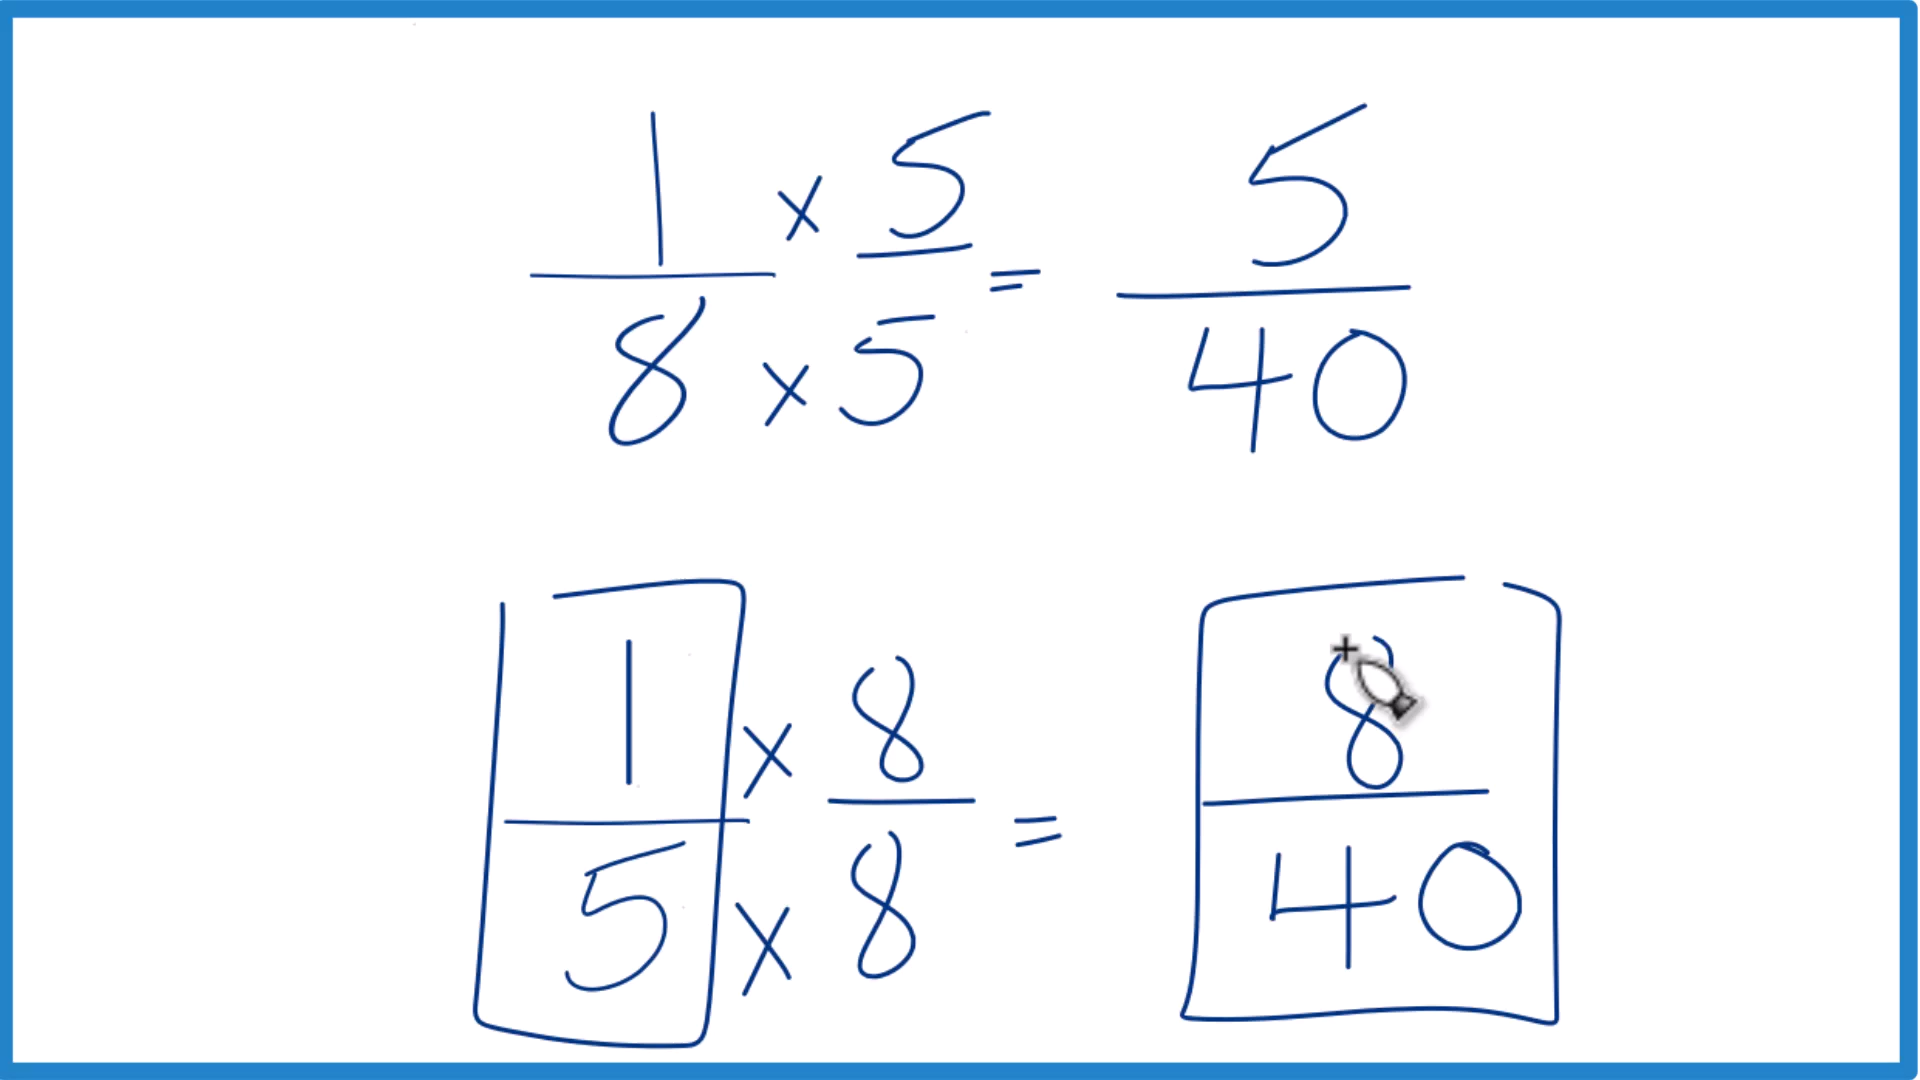 1 × 5 = 5
8 × 5 40
1 × 8 = 8
5 × 8 40